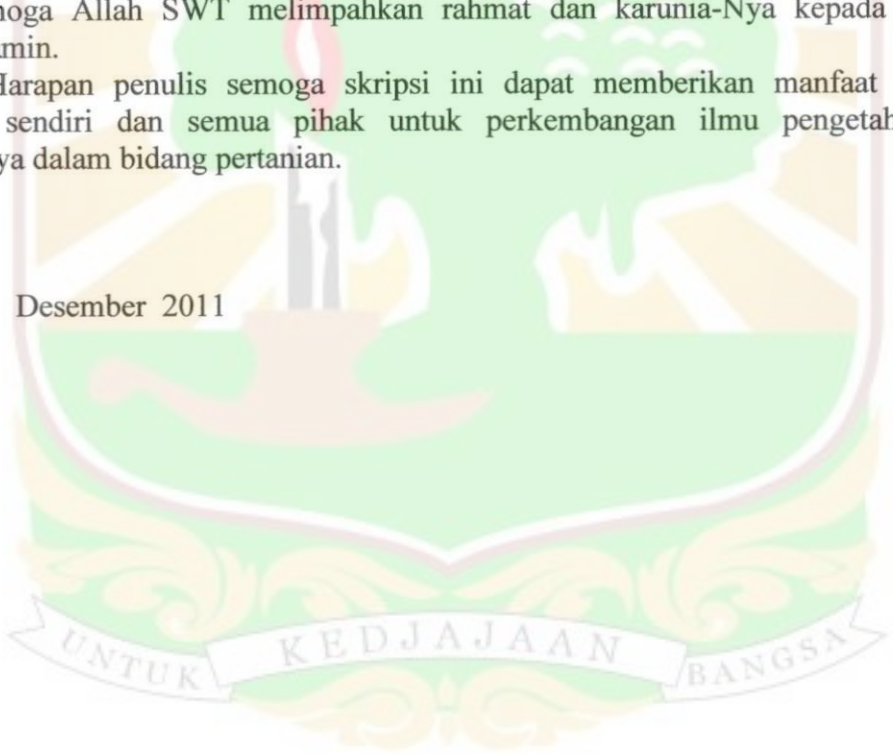 noga Allah SWT melimpahkan rahmat dan karunia-Nya kepada
min.
Harapan penulis semoga skripsi ini dapat memberikan manfaat
sendiri dan semua pihak untuk perkembangan ilmu pengetah
ya dalam bidang pertanian.
Desember 2011
UNTUK KEDJAJAAN BANGSA